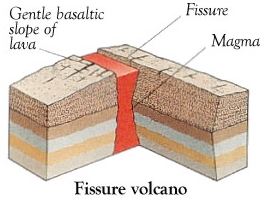 Gentle basaltic
slope of
lava
Fissure
Magma
Fissure volcano